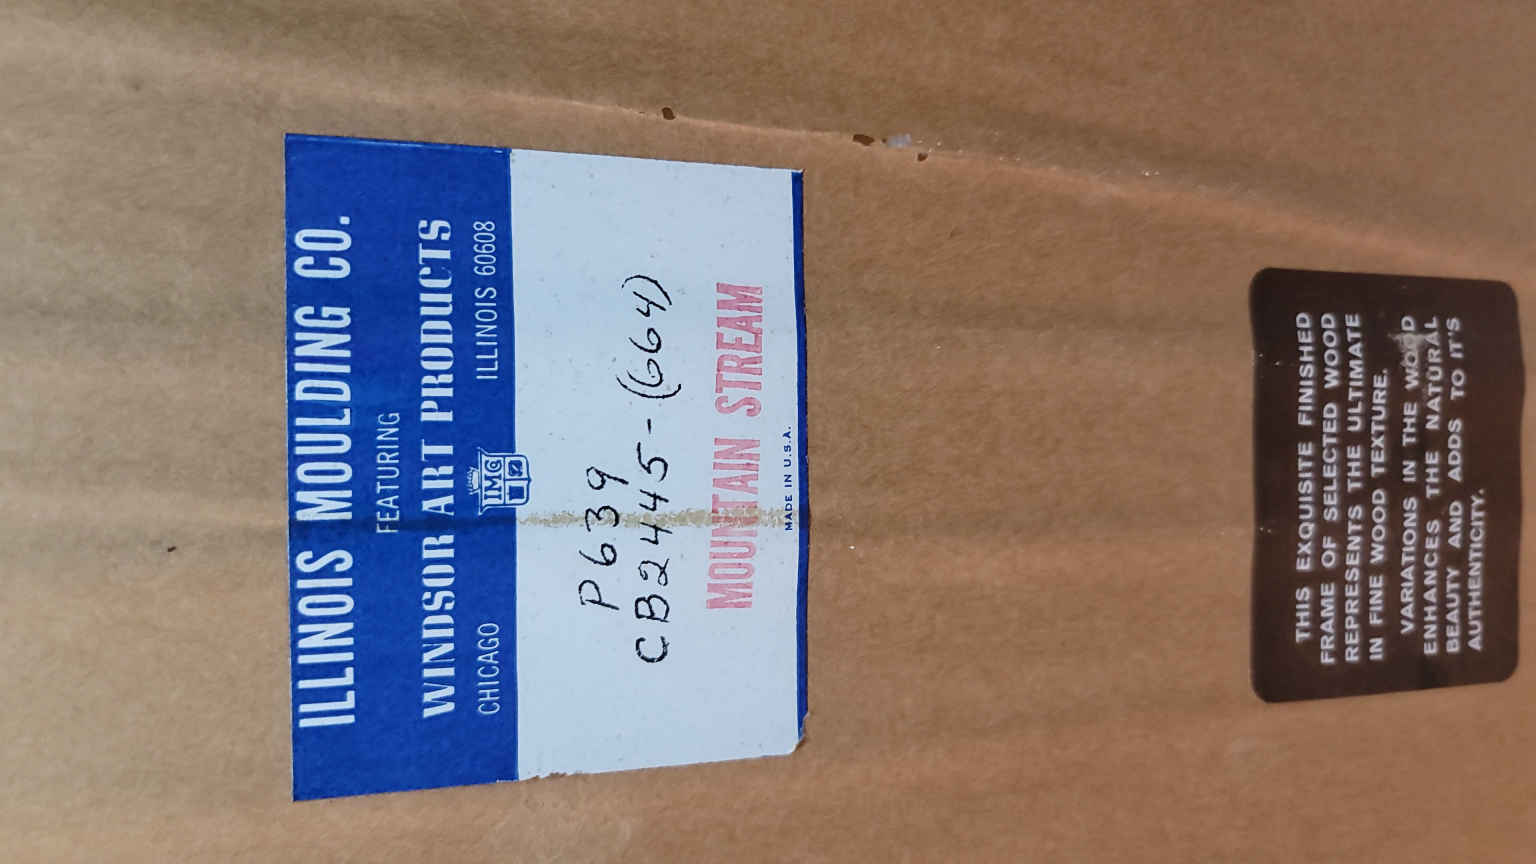 ILLINOIS MOULDING CO.
FEATURING
WINDSOR ART PRODUCTS
CHICAGO ILLINOIS 60608
IMC
P639
CB2445-(664)
MOUNTAIN STREAM
MADE IN U.S.A.
THIS EXQUISITE FINISHED
FRAME OF SELECTED WOOD
REPRESENTS THE ULTIMATE
IN FINE WOOD TEXTURE.
VARIATIONS IN THE WOOD
ENHANCES THE NATURAL
BEAUTY AND ADDS TO IT'S
AUTHENTICITY.